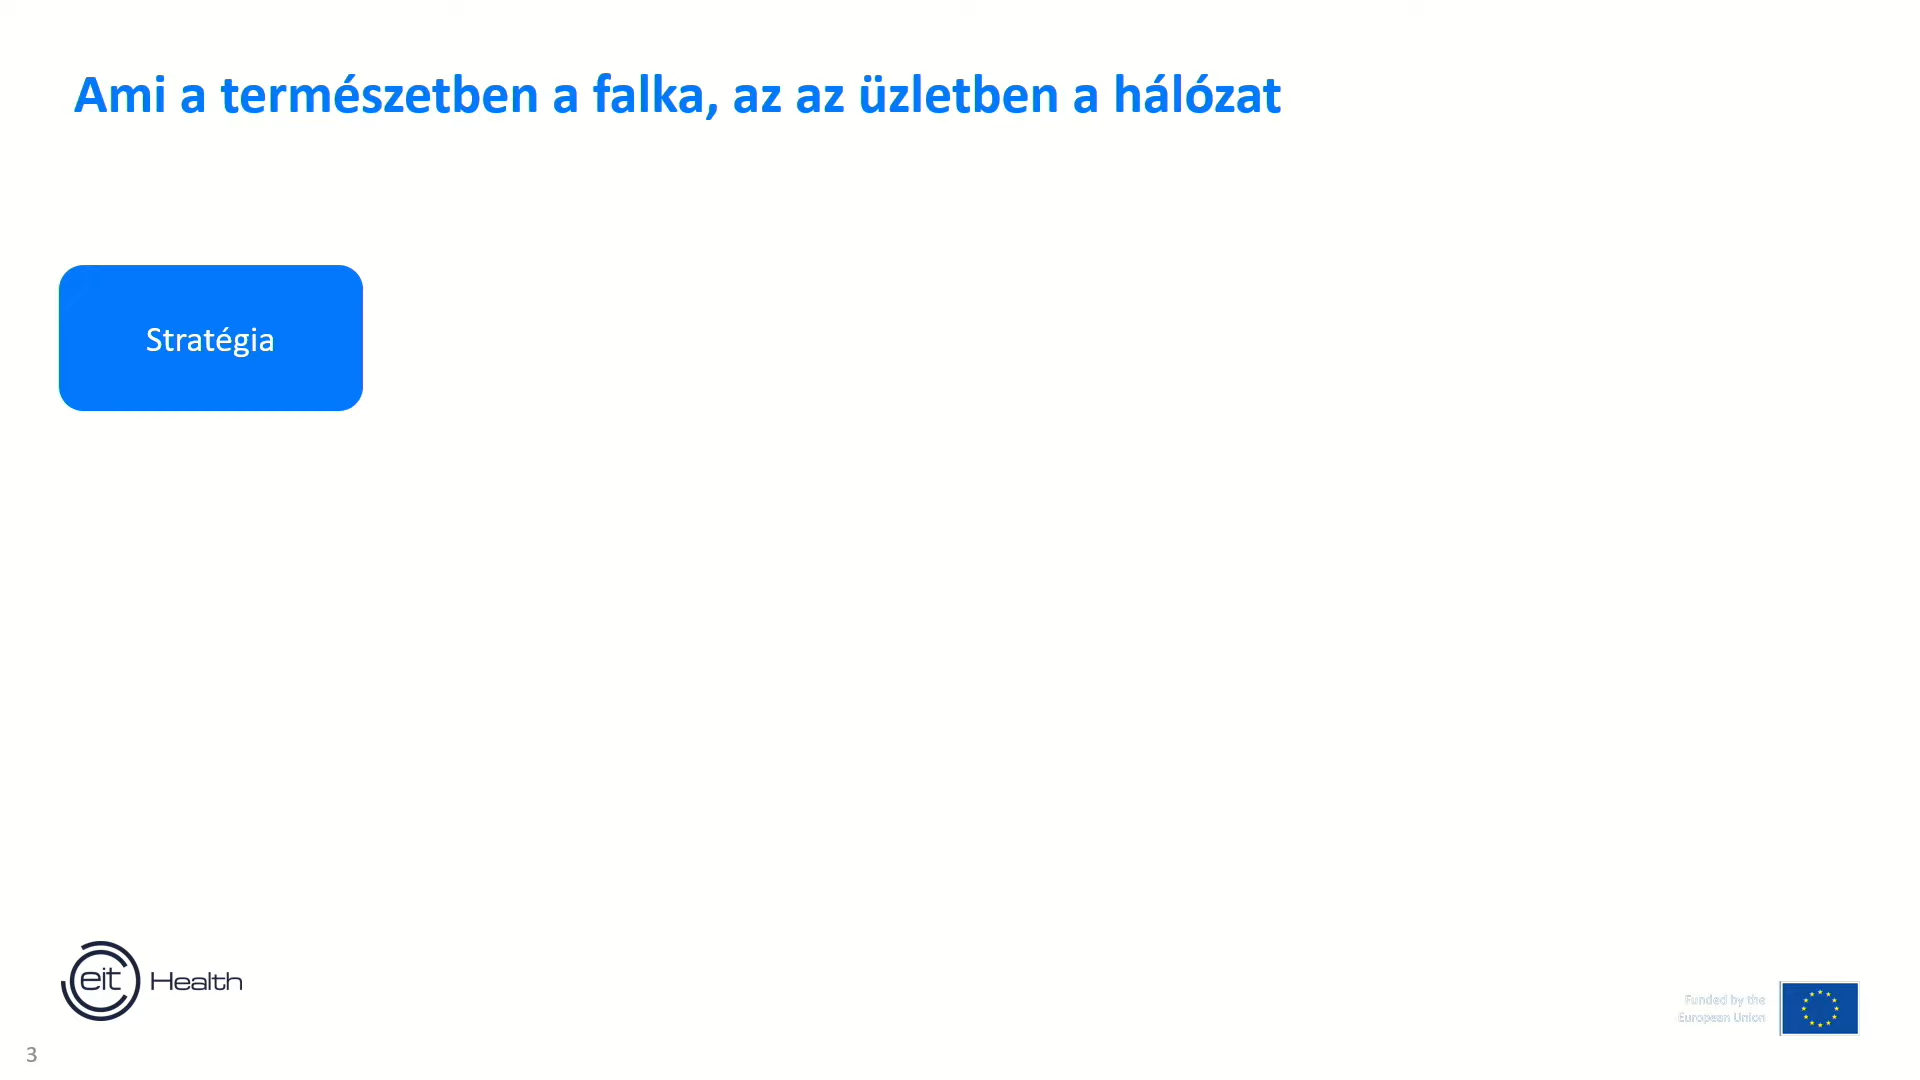 Ami a természetben a falka, az az üzletben a hálózat
Stratégia
eit Health
Funded by the
European Union
3